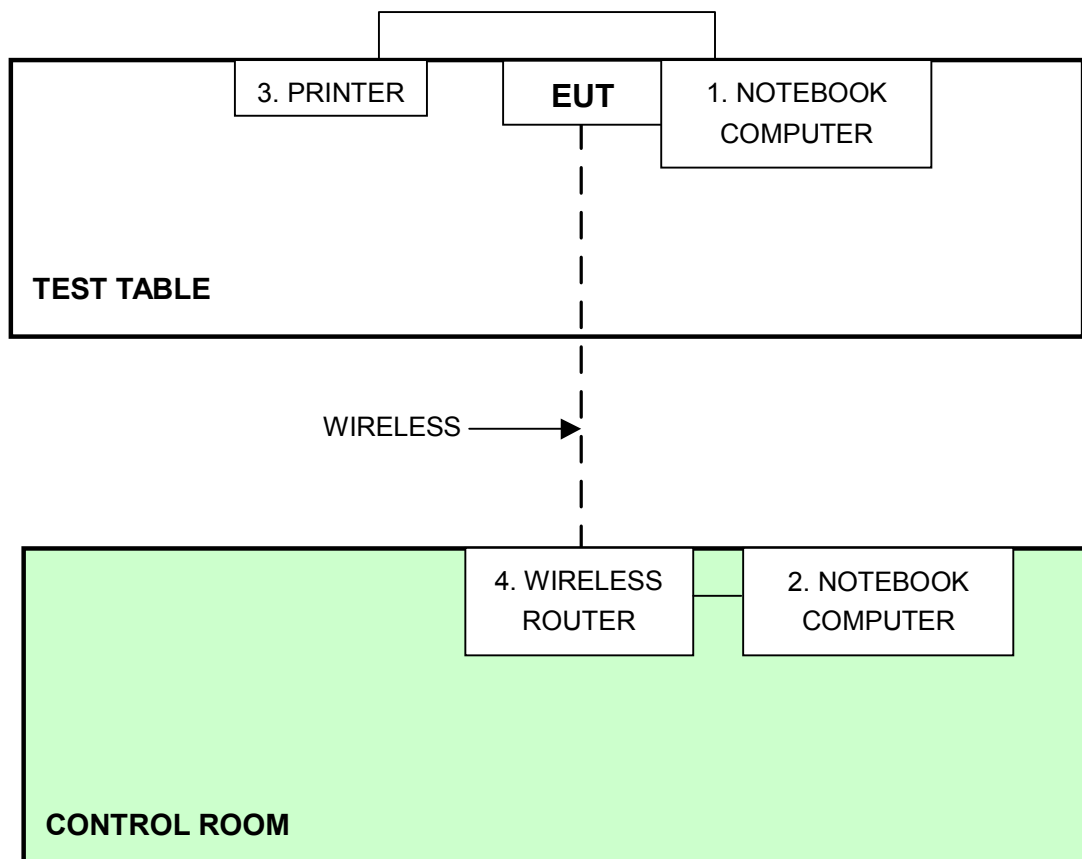 3. PRINTER
EUT
1. NOTEBOOK
COMPUTER
TEST TABLE
WIRELESS
4. WIRELESS
ROUTER
2. NOTEBOOK
COMPUTER
CONTROL ROOM